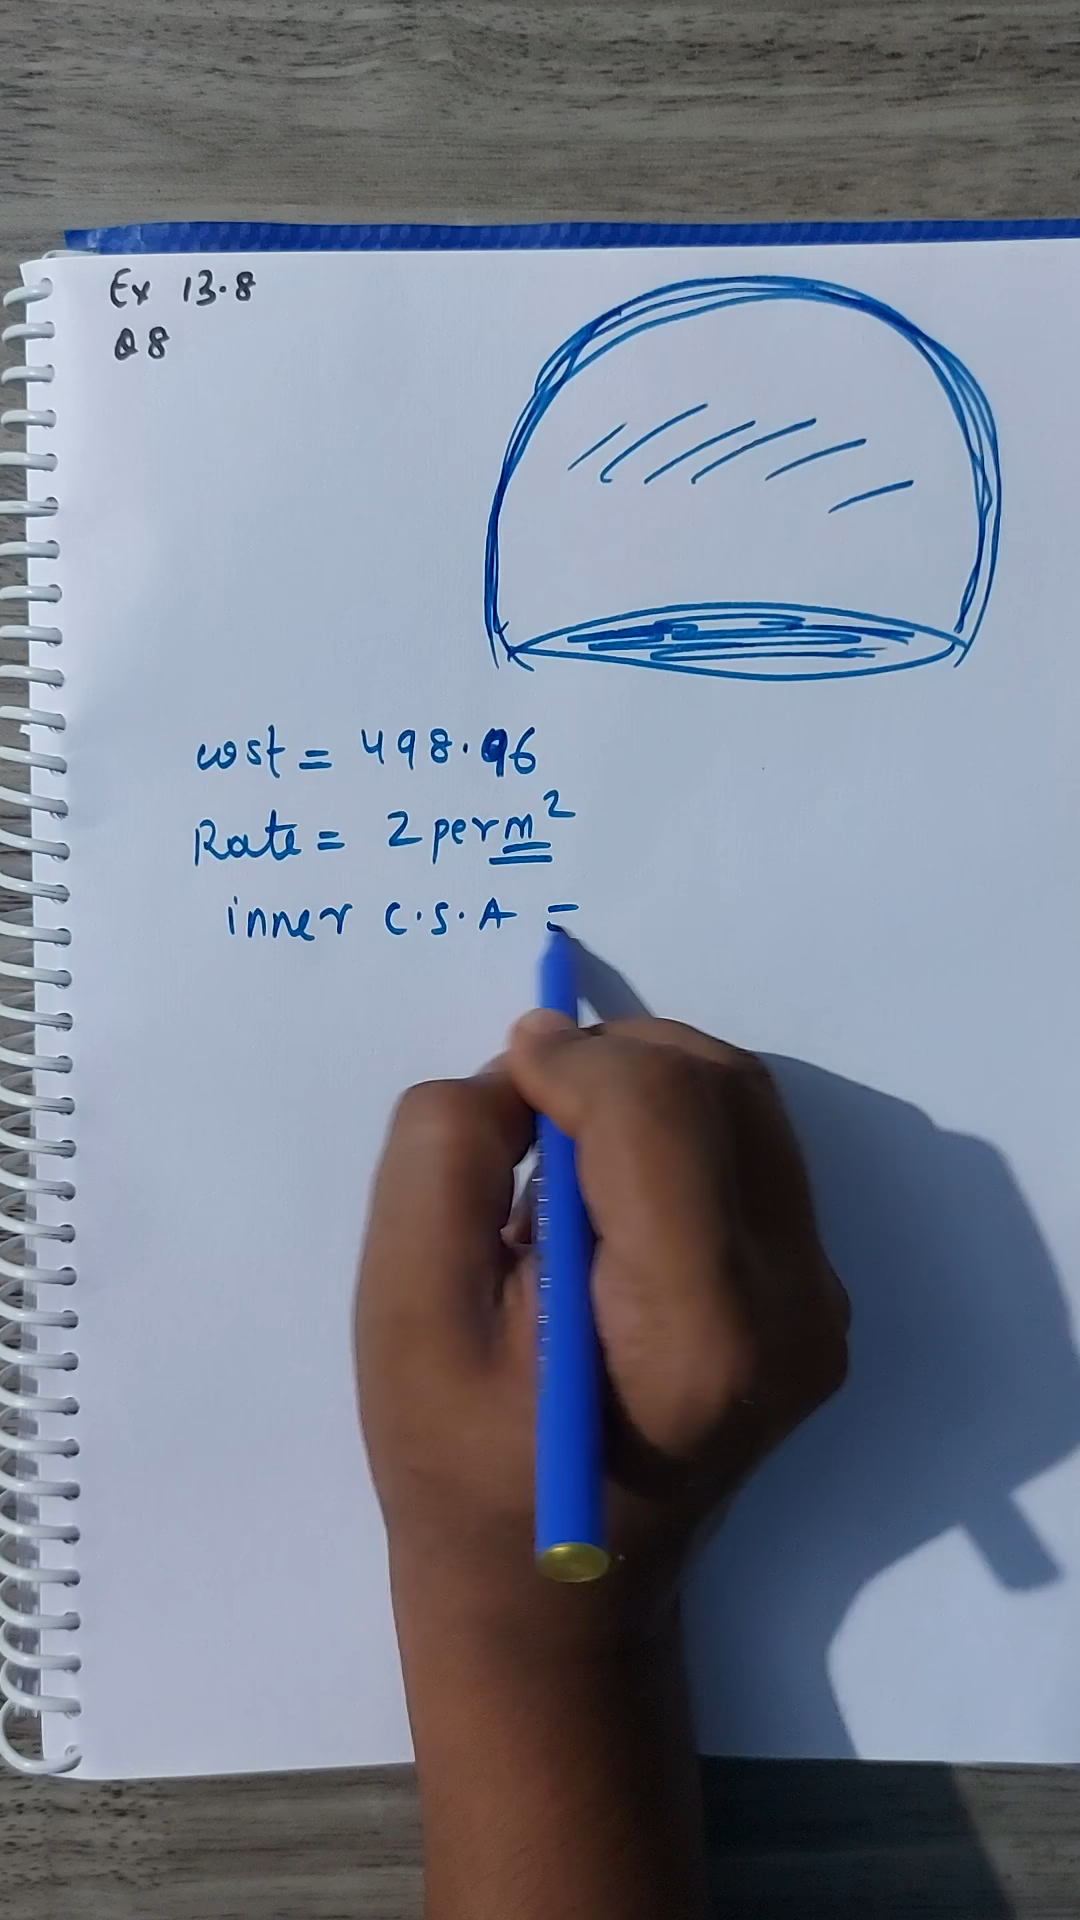 Ex 13.8
Q8
cost = 498.96
Rate = 2 per m²
inner C.S.A =